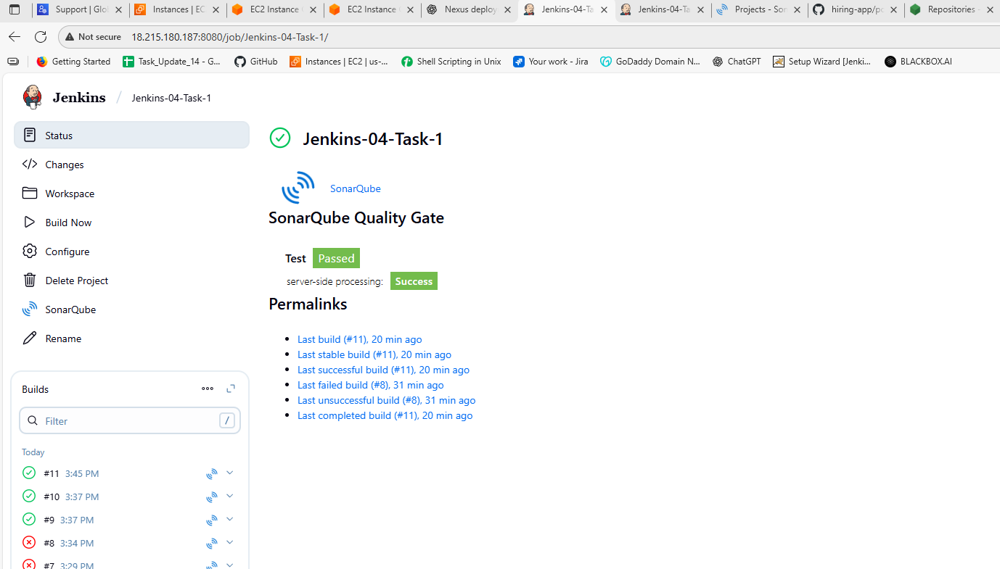 Support | Glo
Instances | EC
EC2 Instance
EC2 Instance
Nexus deploy
Jenkins-04-Ta
Jenkins-04-Ta
Projects - Son
hiring-app/po
Repositories -
Not secure
18.215.180.187:8080/job/Jenkins-04-Task-1/
Getting Started
Task_Update_14 - G...
GitHub
Instances | EC2 | us-...
Shell Scripting in Unix
Your work - Jira
GoDaddy Domain N...
ChatGPT
Setup Wizard [Jenki...
BLACKBOX.AI
Jenkins / Jenkins-04-Task-1
Status
Changes
Workspace
Build Now
Configure
Delete Project
SonarQube
Rename
Builds
Filter /
Today
#11 3:45 PM
#10 3:37 PM
#9 3:37 PM
#8 3:34 PM
#7 3:29 PM
Jenkins-04-Task-1
SonarQube
SonarQube Quality Gate
Test Passed
server-side processing: Success
Permalinks
Last build (#11), 20 min ago
Last stable build (#11), 20 min ago
Last successful build (#11), 20 min ago
Last failed build (#8), 31 min ago
Last unsuccessful build (#8), 31 min ago
Last completed build (#11), 20 min ago